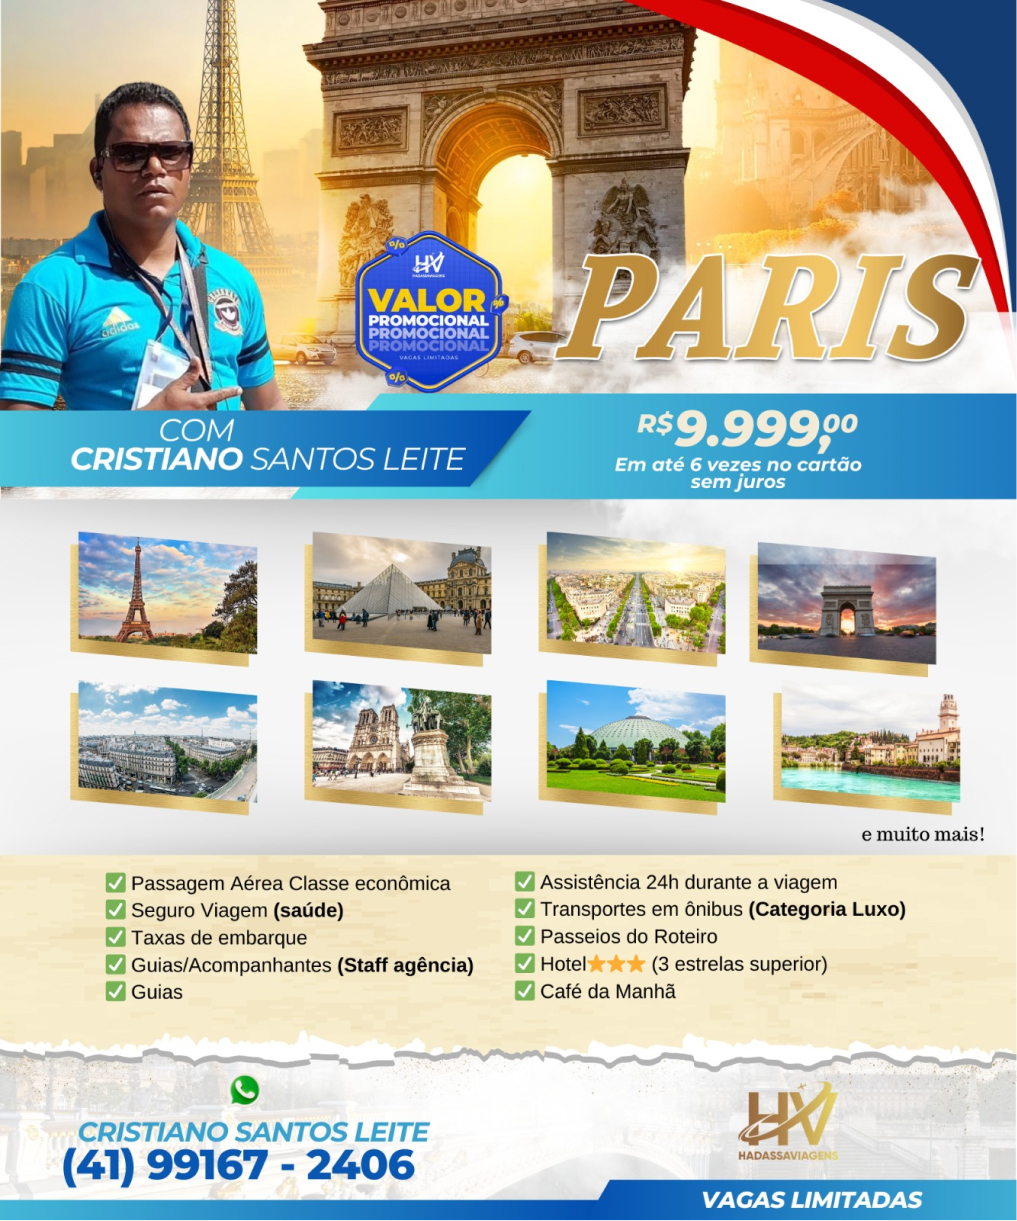 HV
HADASSAVIAGENS
VALOR
PROMOCIONAL
PROMOCIONAL
PROMOCIONAL
VAGAS LIMITADAS
%
%
%
adidas
PARIS
COM
CRISTIANO SANTOS LEITE
R$9.999,00
Em até 6 vezes no cartão
sem juros
e muito mais!
✅ Passagem Aérea Classe econômica
✅ Seguro Viagem (saúde)
✅ Taxas de embarque
✅ Guias/Acompanhantes (Staff agência)
✅ Guias
✅ Assistência 24h durante a viagem
✅ Transportes em ônibus (Categoria Luxo)
✅ Passeios do Roteiro
✅ Hotel⭐⭐⭐ (3 estrelas superior)
✅ Café da Manhã
CRISTIANO SANTOS LEITE
(41) 99167 - 2406
HV
HADASSAVIAGENS
VAGAS LIMITADAS